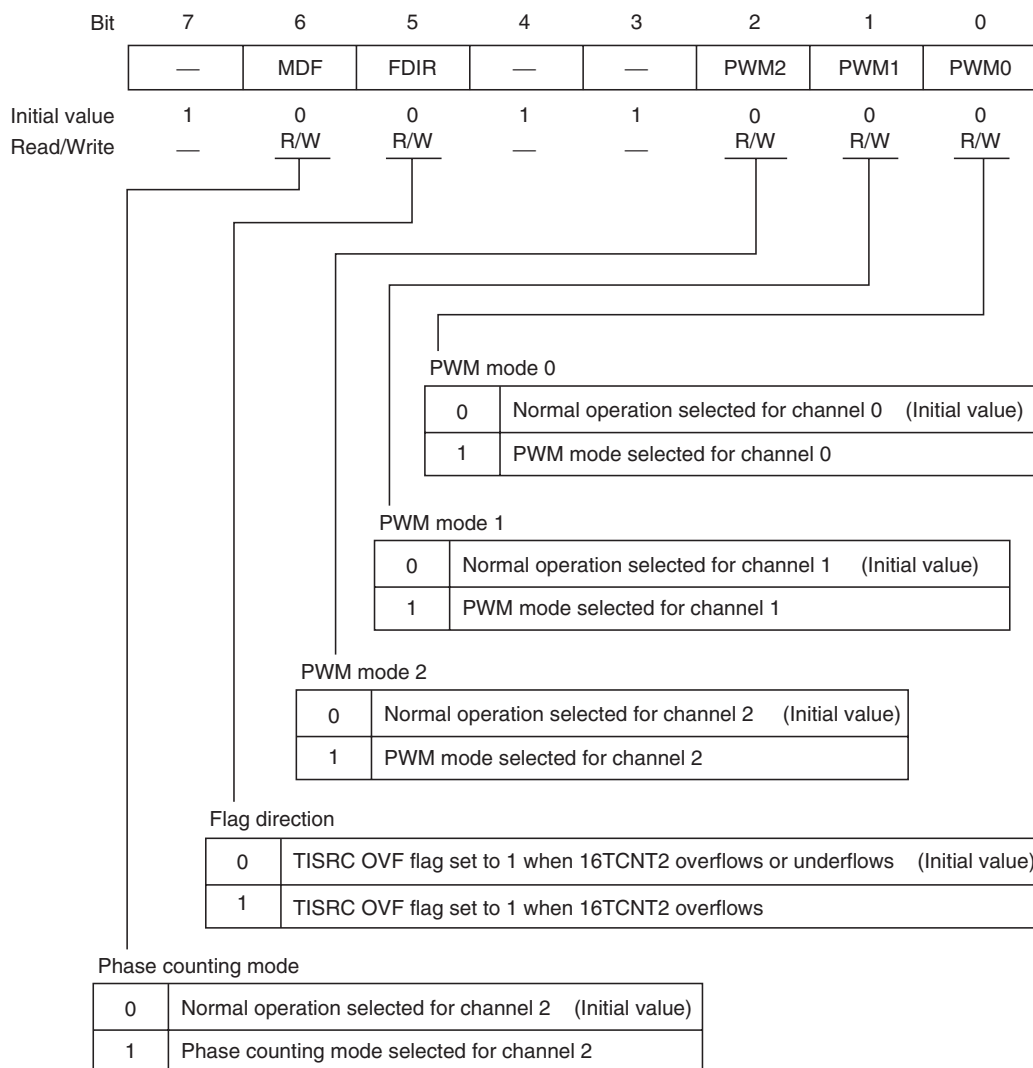 Bit 7 6 5 4 3 2 1 0
— MDF FDIR — — PWM2 PWM1 PWM0
Initial value 1 0 0 1 1 0 0 0
Read/Write — R/W R/W — — R/W R/W R/W
PWM mode 0
0 Normal operation selected for channel 0 (Initial value)
1 PWM mode selected for channel 0
PWM mode 1
0 Normal operation selected for channel 1 (Initial value)
1 PWM mode selected for channel 1
PWM mode 2
0 Normal operation selected for channel 2 (Initial value)
1 PWM mode selected for channel 2
Flag direction
0 TISRC OVF flag set to 1 when 16TCNT2 overflows or underflows (Initial value)
1 TISRC OVF flag set to 1 when 16TCNT2 overflows
Phase counting mode
0 Normal operation selected for channel 2 (Initial value)
1 Phase counting mode selected for channel 2